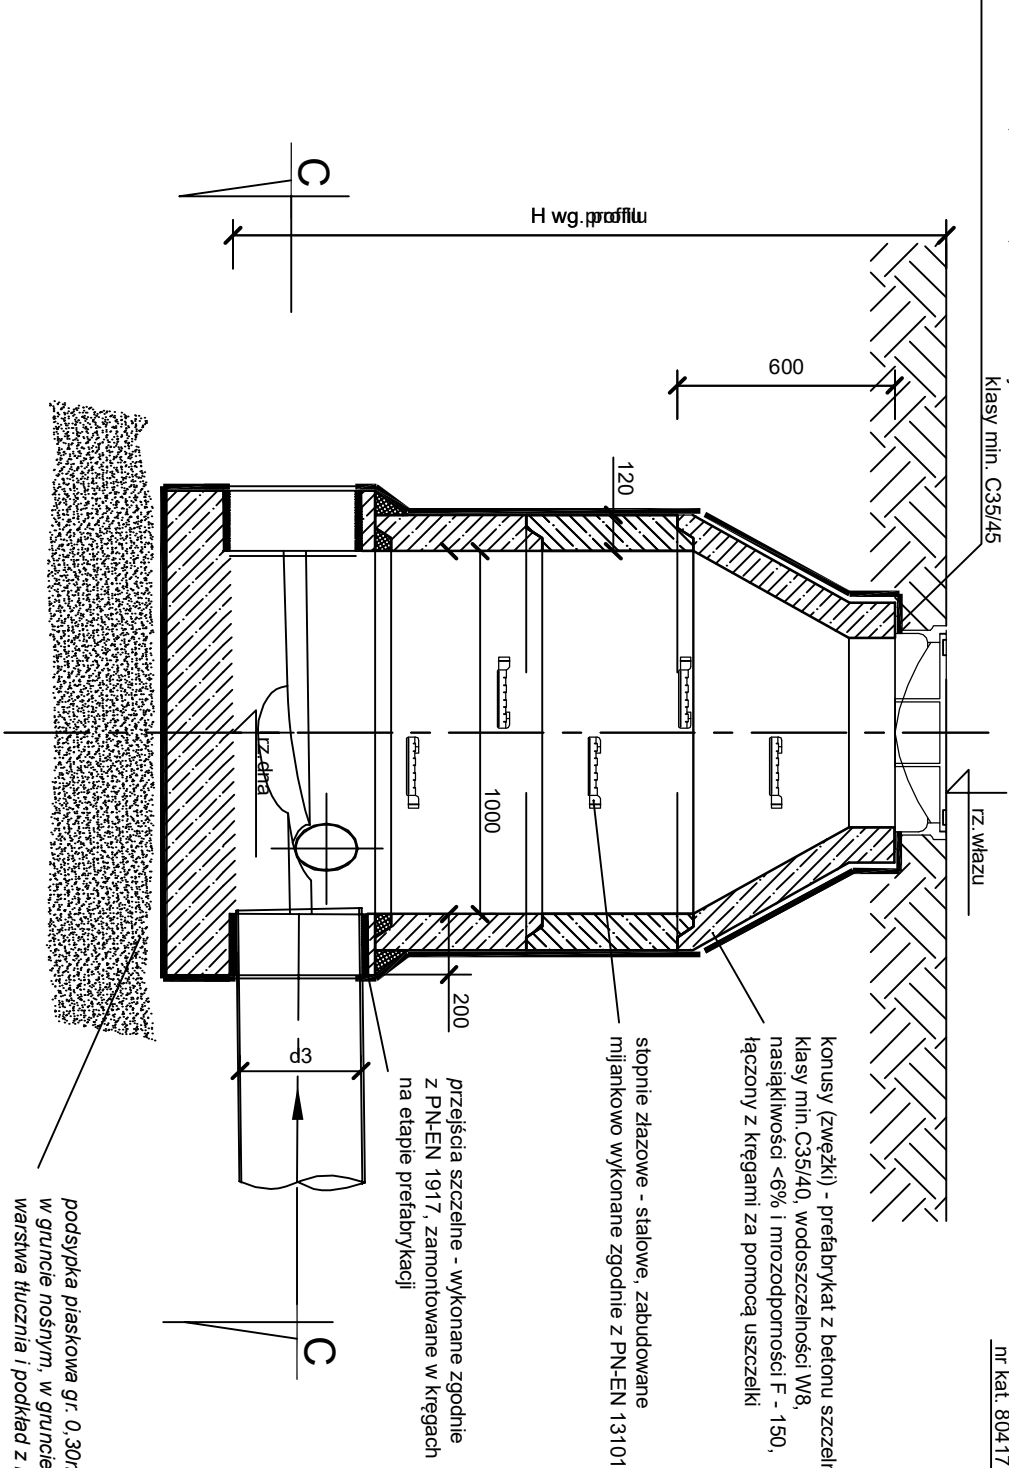 nr kat. 80417
klasy min. C35/45
rz. włazu
H wg. profilu
600
120
1000
200
rz. dna
d3
C
C
konusy (zwężki) - prefabrykat z betonu szczeln
klasy min.C35/40, wodoszczelności W8,
nasiąkliwości <6% i mrozodporności F - 150,
łączony z kręgami za pomocą uszczelki
stopnie złazowe - stalowe, zabudowane
mijankowo wykonane zgodnie z PN-EN 13101
przejścia szczelne - wykonane zgodnie
z PN-EN 1917, zamontowane w kręgach
na etapie prefabrykacji
podsypka piaskowa gr. 0,30m
w gruncie nośnym, w gruncie
warstwa tłucznia i podkład z